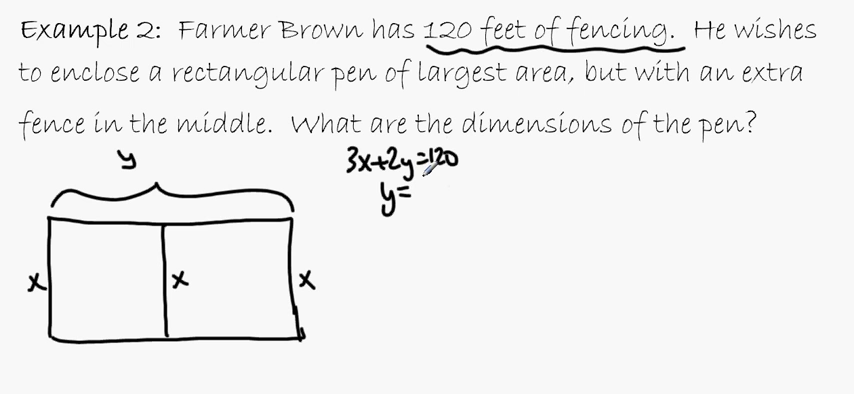 Example 2: Farmer Brown has 120 feet of fencing. He wishes
to enclose a rectangular pen of largest area, but with an extra
fence in the middle. What are the dimensions of the pen?
y
3x+2y=120
y=
x
x
x